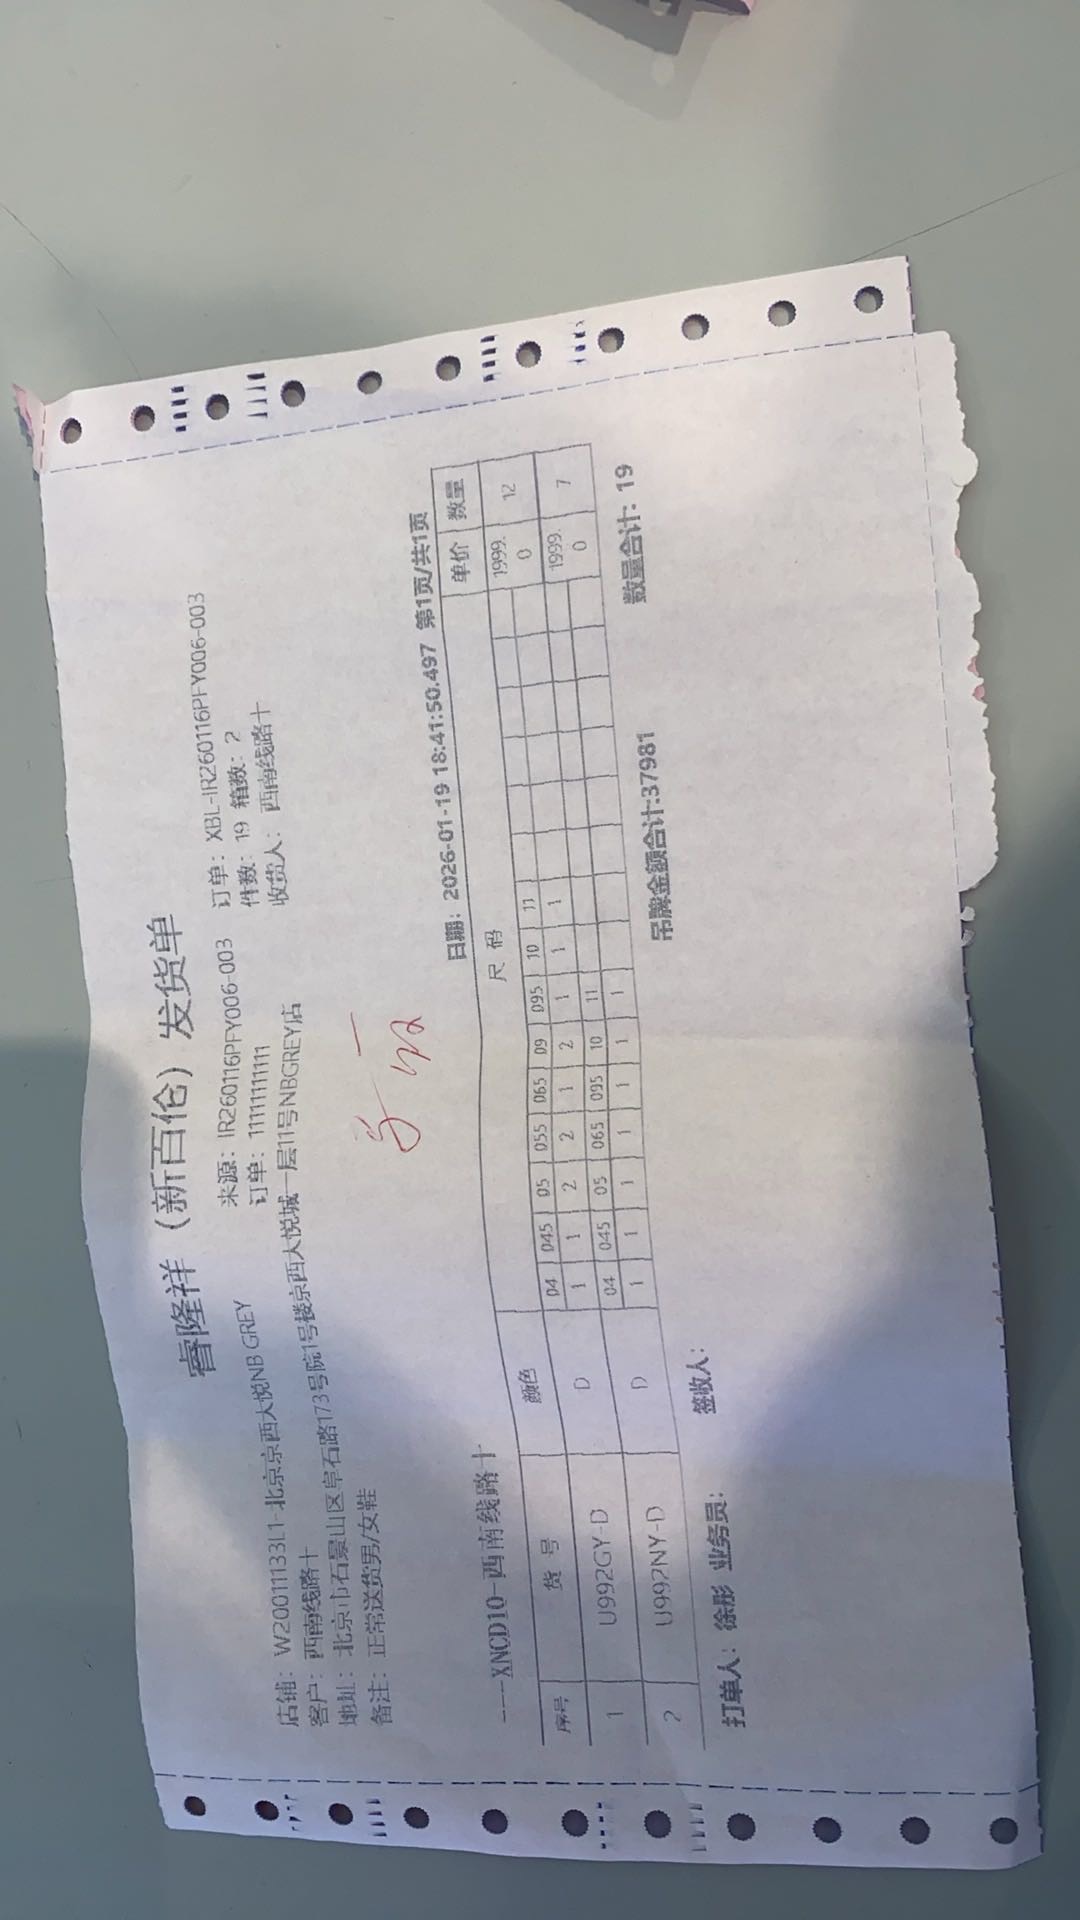 睿隆祥（新百伦）发货单
来源：IR260116PFY006-003 订单：XBL-IR260116PFY006-003
店铺：W20011133L1-北京京西大悦NB GREY 订单：11111111111 件数：19 箱数：2
客户：西南线路十 收货人：西南线路十
地址：北京市石景山区阜石路173号院1号楼京西大悦城一层11号NBGREY店
备注：正常送货男/女鞋
----XNCD10-西南线路十 日期：2026-01-19 18:41:50.497 第1页/共1页
序号 货号 颜色 尺码 单价 数量
04 045 05 055 065 09 095 10 11
1 U992GY-D D 1 1 2 2 1 2 1 1 1 1999.0 12
04 045 05 065 095 10 11
2 U992NY-D D 1 1 1 1 1 1 1 1999.0 7
吊牌金额合计:37981 数量合计: 19
打单人：徐彤 业务员： 签收人：